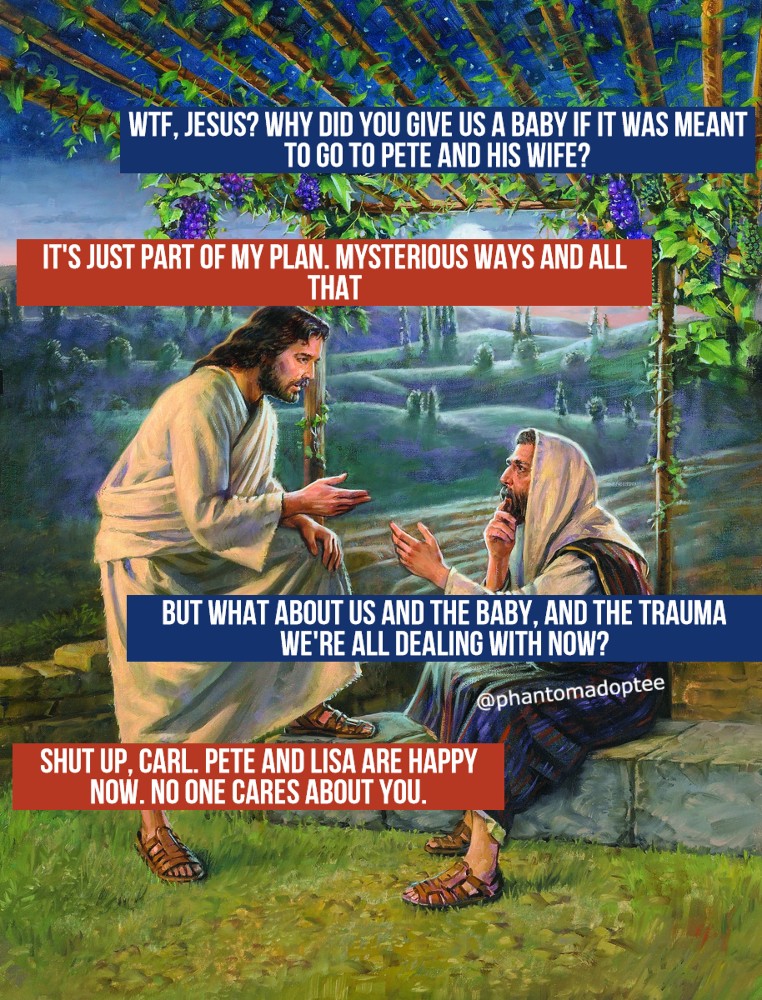 WTF, JESUS? WHY DID YOU GIVE US A BABY IF IT WAS MEANT
TO GO TO PETE AND HIS WIFE?
IT'S JUST PART OF MY PLAN. MYSTERIOUS WAYS AND ALL
THAT
BUT WHAT ABOUT US AND THE BABY, AND THE TRAUMA
WE'RE ALL DEALING WITH NOW?
@phantomadoptee
SHUT UP, CARL. PETE AND LISA ARE HAPPY
NOW. NO ONE CARES ABOUT YOU.